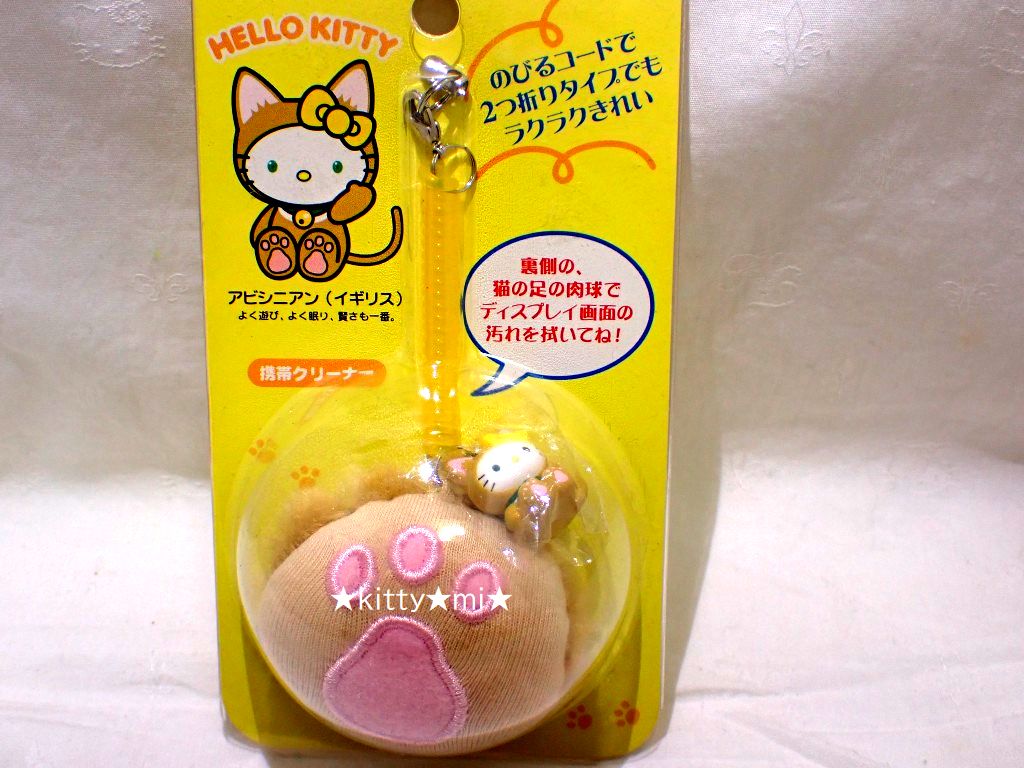 HELLO KITTY
のびるコードで
2つ折りタイプでも
ラクラクきれい
アビシニアン（イギリス）
よく遊び、よく眠り、賢さも一番。
裏側の、
猫の足の肉球で
ディスプレイ画面の
汚れを拭いてね!
携帯クリーナー
★kitty★mi★